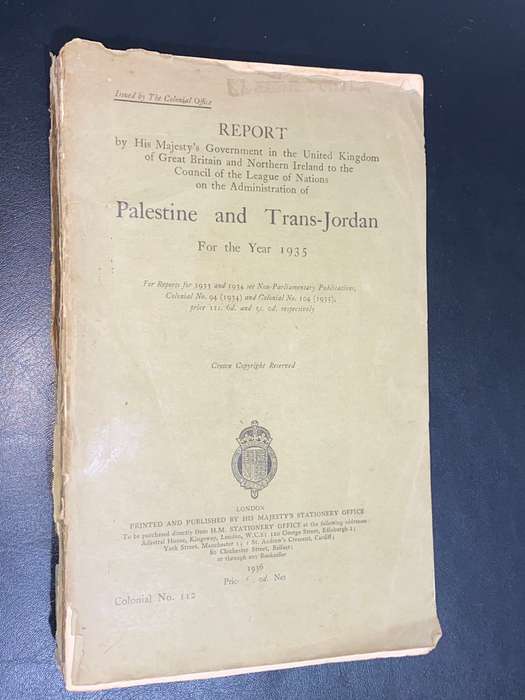 Issued by The Colonial Office
REPORT
by His Majesty's Government in the United Kingdom
of Great Britain and Northern Ireland to the
Council of the League of Nations
on the Administration of
Palestine and Trans-Jordan
For the Year 1935
For Reports for 1933 and 1934 see Non-Parliamentary Publications,
Colonial No. 94 (1934) and Colonial No. 104 (1935),
price 12s. 6d. and 5s. 0d. respectively
Crown Copyright Reserved
LONDON
PRINTED AND PUBLISHED BY HIS MAJESTY'S STATIONERY OFFICE
To be purchased directly from H.M. STATIONERY OFFICE at the following addresses:
Adastral House, Kingsway, London, W.C.2; 120 George Street, Edinburgh 2;
York Street, Manchester 1; 1 St. Andrew's Crescent, Cardiff;
80 Chichester Street, Belfast;
or through any Bookseller
1936
0d. Net
Colonial No. 112